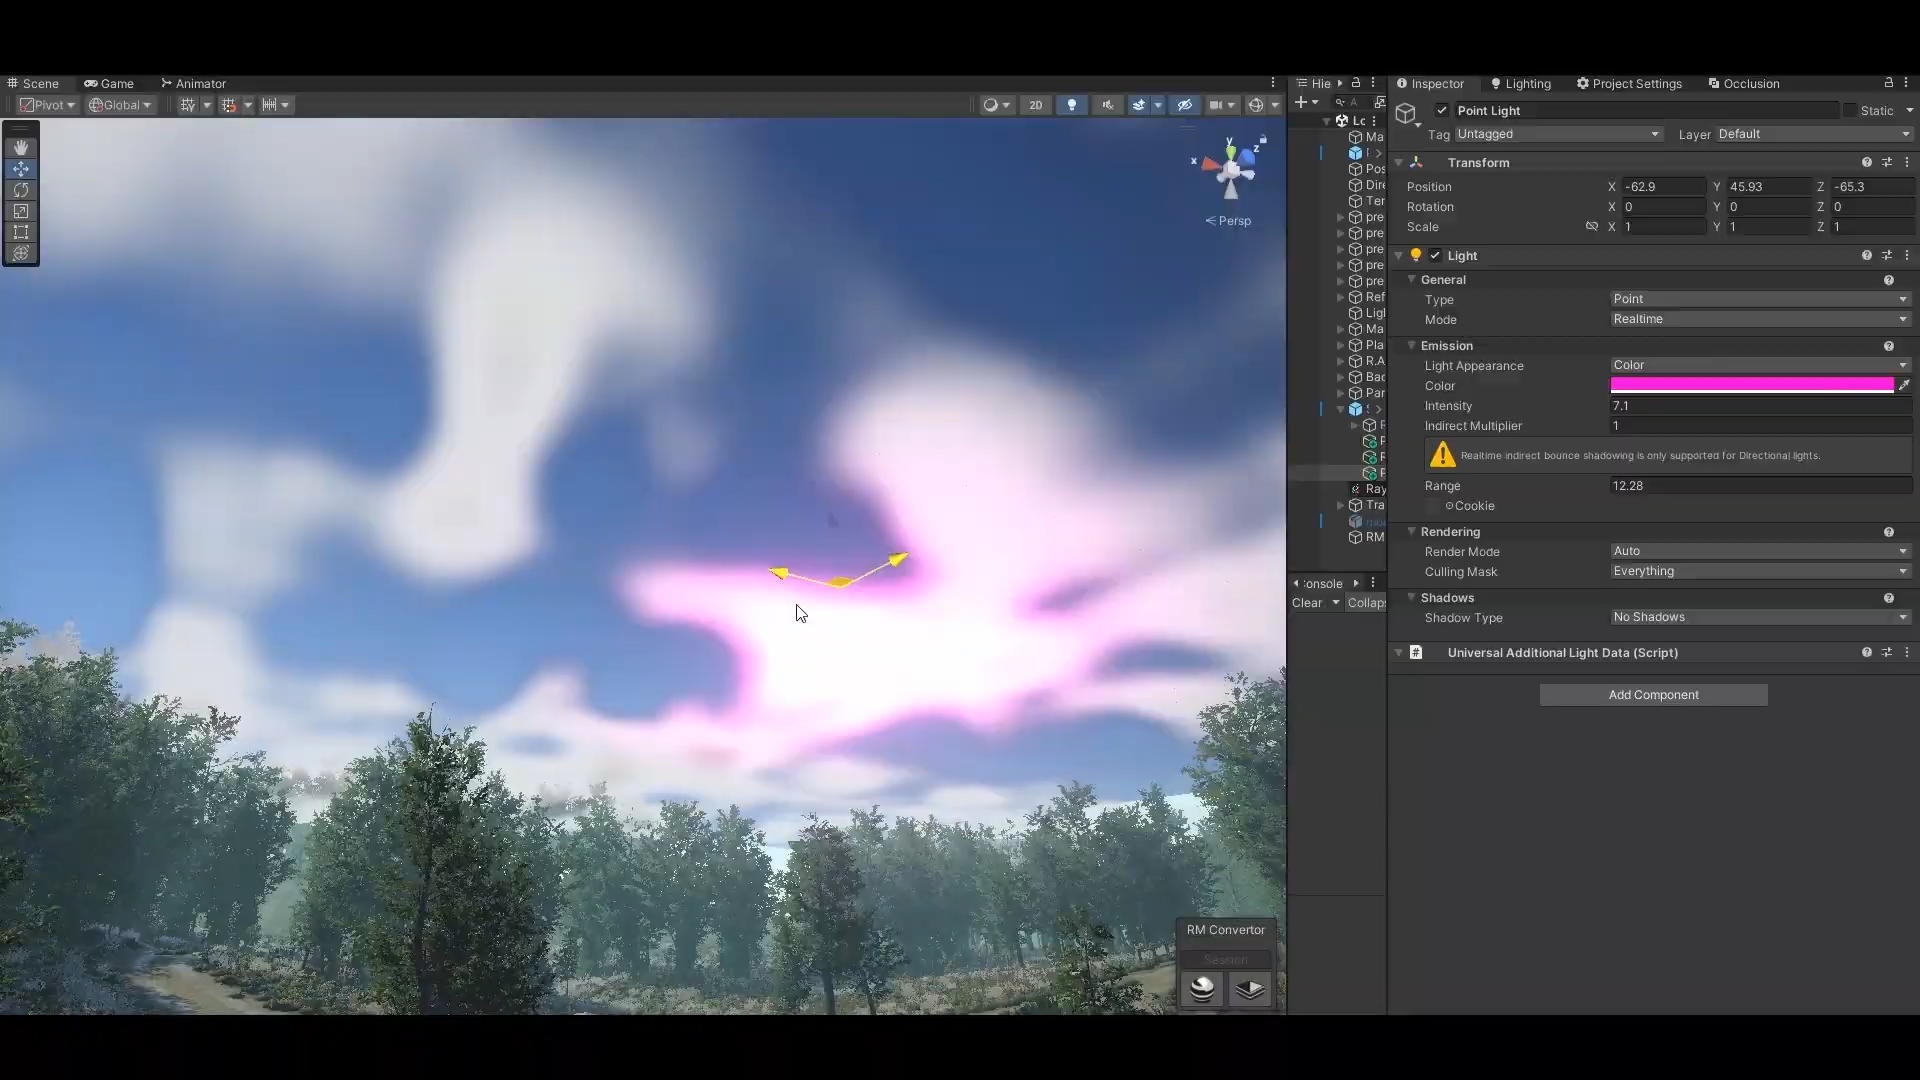 Scene Game Animator
Pivot Global
2D
y
x
z
Persp
RM Convertor
Session
Hie
A
Lo
Ma
Pos
Dire
Ter
pre
pre
pre
pre
pre
Ref
Ligl
Ma
Pla
R.A
Bac
Par
Ray
Tra
RM
Console
Clear Collaps
Inspector Lighting Project Settings Occlusion
Point Light Static
Tag Untagged Layer Default
Transform
Position X -62.9 Y 45.93 Z -65.3
Rotation X 0 Y 0 Z 0
Scale X 1 Y 1 Z 1
Light
General
Type Point
Mode Realtime
Emission
Light Appearance Color
Color
Intensity 7.1
Indirect Multiplier 1
Realtime indirect bounce shadowing is only supported for Directional lights.
Range 12.28
Cookie
Rendering
Render Mode Auto
Culling Mask Everything
Shadows
Shadow Type No Shadows
# Universal Additional Light Data (Script)
Add Component